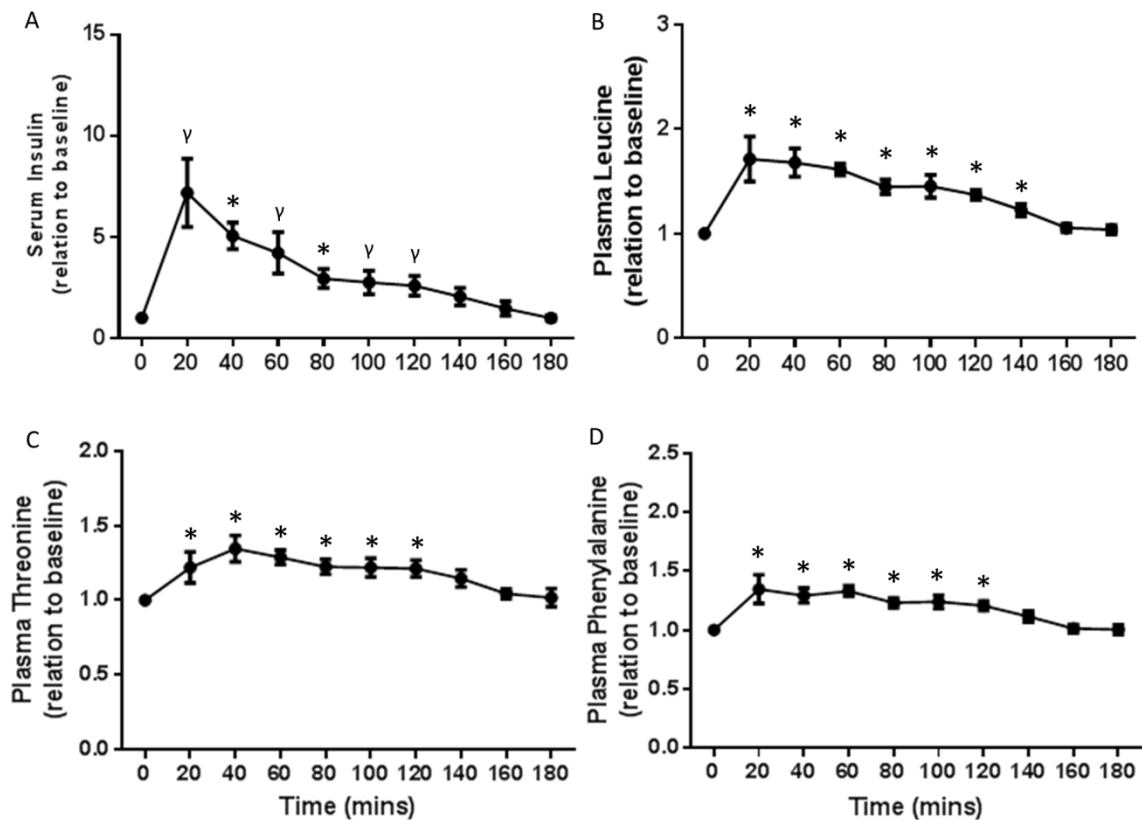 A
Serum Insulin
(relation to baseline)
15
10
5
0
γ
*
γ
*
γ
γ
0 20 40 60 80 100 120 140 160 180
B
Plasma Leucine
(relation to baseline)
3
2
1
0
* * * * * * *
0 20 40 60 80 100 120 140 160 180
C
Plasma Threonine
(relation to baseline)
2.0
1.5
1.0
0.5
0.0
* * * * * *
0 20 40 60 80 100 120 140 160 180
Time (mins)
D
Plasma Phenylalanine
(relation to baseline)
2.5
2.0
1.5
1.0
0.5
0.0
* * * * * *
0 20 40 60 80 100 120 140 160 180
Time (mins)